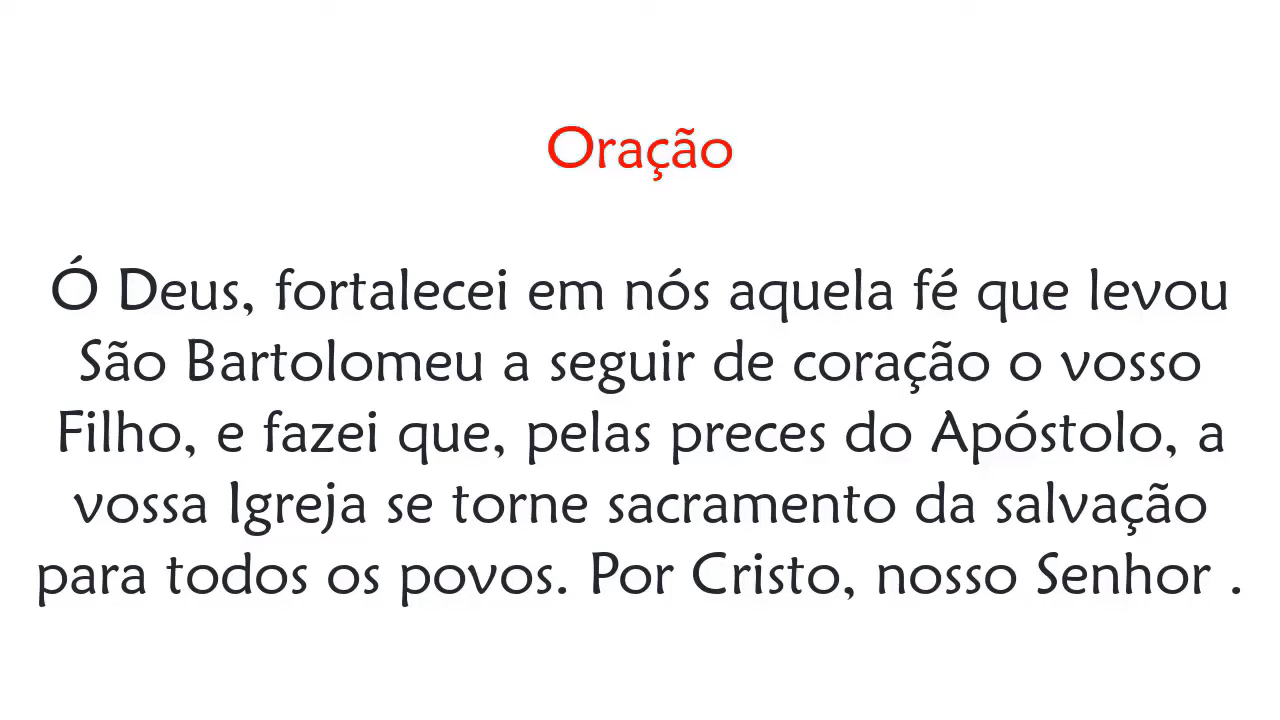 Oração
Ó Deus, fortalecei em nós aquela fé que levou
São Bartolomeu a seguir de coração o vosso
Filho, e fazei que, pelas preces do Apóstolo, a
vossa Igreja se torne sacramento da salvação
para todos os povos. Por Cristo, nosso Senhor .